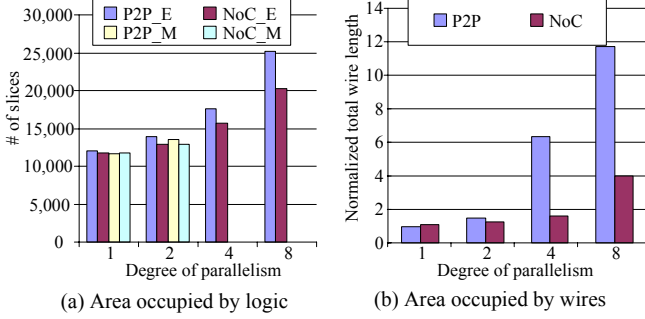 P2P_E NoC_E
P2P_M NoC_M
30,000
25,000
20,000
15,000
10,000
5,000
0
# of slices
1 2 4 8
Degree of parallelism
(a) Area occupied by logic
P2P NoC
14
12
10
8
6
4
2
0
Normalized total wire length
1 2 4 8
Degree of parallelism
(b) Area occupied by wires